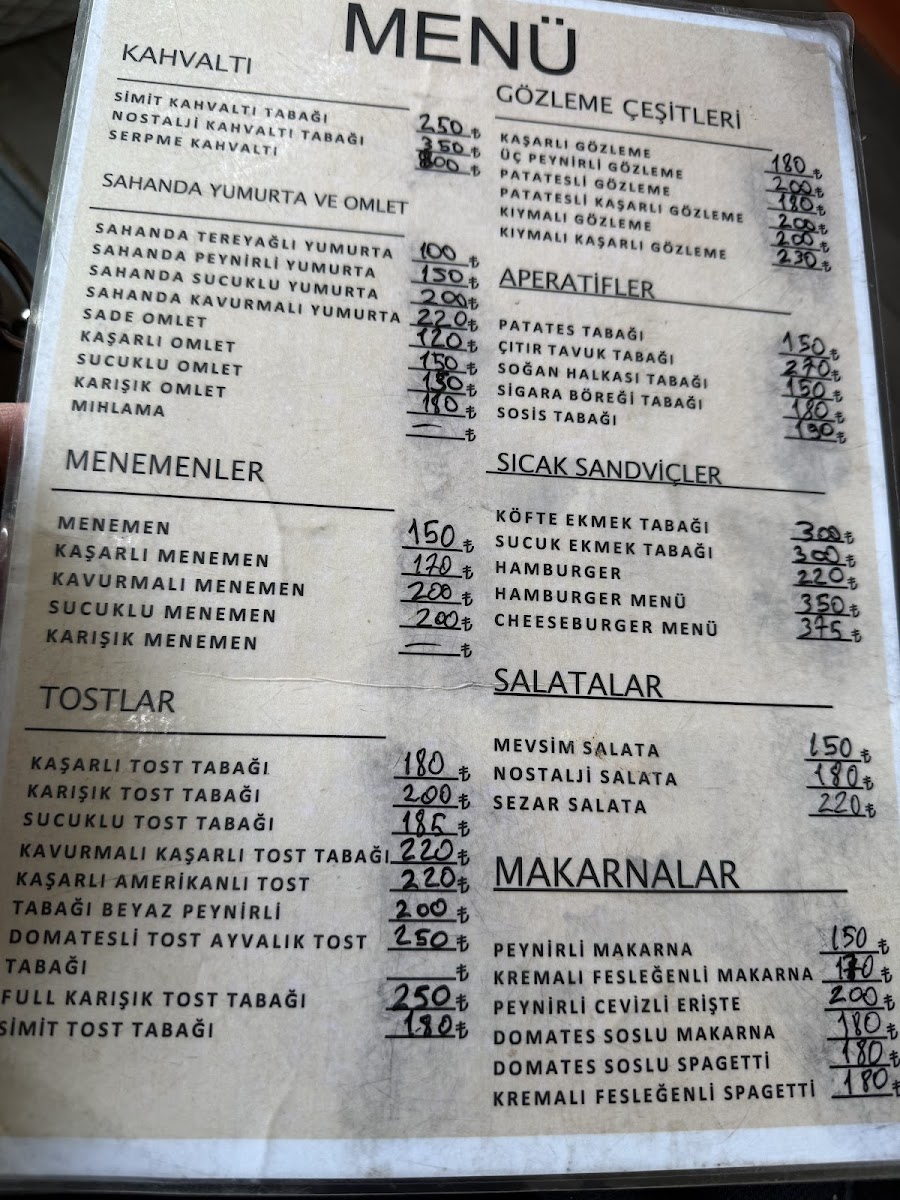 MENÜ
KAHVALTI
SİMİT KAHVALTI TABAĞI 250 ₺
NOSTALJİ KAHVALTI TABAĞI 350 ₺
SERPME KAHVALTI 800 ₺
SAHANDA YUMURTA VE OMLET
SAHANDA TEREYAĞLI YUMURTA 100 ₺
SAHANDA PEYNİRLİ YUMURTA 150 ₺
SAHANDA SUCUKLU YUMURTA 200 ₺
SAHANDA KAVURMALI YUMURTA 220 ₺
SADE OMLET 120 ₺
KAŞARLI OMLET 150 ₺
SUCUKLU OMLET ₺
KARIŞIK OMLET 180 ₺
MIHLAMA — ₺
MENEMENLER
MENEMEN 150 ₺
KAŞARLI MENEMEN 170 ₺
KAVURMALI MENEMEN 200 ₺
SUCUKLU MENEMEN 200 ₺
KARIŞIK MENEMEN — ₺
TOSTLAR
KAŞARLI TOST TABAĞI 180 ₺
KARIŞIK TOST TABAĞI 200 ₺
SUCUKLU TOST TABAĞI 185 ₺
KAVURMALI KAŞARLI TOST TABAĞI 220 ₺
KAŞARLI AMERİKANLI TOST 220 ₺
TABAĞI BEYAZ PEYNİRLİ 200 ₺
DOMATESLİ TOST AYVALIK TOST 250 ₺
TABAĞI ₺
FULL KARIŞIK TOST TABAĞI 250 ₺
SİMİT TOST TABAĞI 180 ₺
GÖZLEME ÇEŞİTLERİ
KAŞARLI GÖZLEME 180 ₺
ÜÇ PEYNİRLİ GÖZLEME 200 ₺
PATATESLİ GÖZLEME 180 ₺
PATATESLİ KAŞARLI GÖZLEME 200 ₺
KIYMALI GÖZLEME 200 ₺
KIYMALI KAŞARLI GÖZLEME 230 ₺
APERATİFLER
PATATES TABAĞI 150 ₺
ÇITIR TAVUK TABAĞI 270 ₺
SOĞAN HALKASI TABAĞI 150 ₺
SİGARA BÖREĞİ TABAĞI 180 ₺
SOSİS TABAĞI 190 ₺
SICAK SANDVİÇLER
KÖFTE EKMEK TABAĞI 300 ₺
SUCUK EKMEK TABAĞI 300 ₺
HAMBURGER 220 ₺
HAMBURGER MENÜ 350 ₺
CHEESEBURGER MENÜ 375 ₺
SALATALAR
MEVSİM SALATA 150 ₺
NOSTALJİ SALATA 180 ₺
SEZAR SALATA 220 ₺
MAKARNALAR
PEYNİRLİ MAKARNA 150 ₺
KREMALI FESLEĞENLİ MAKARNA 170 ₺
PEYNİRLİ CEVİZLİ ERİŞTE 200 ₺
DOMATES SOSLU MAKARNA 180 ₺
DOMATES SOSLU SPAGETTİ 180 ₺
KREMALI FESLEĞENLİ SPAGETTİ 180 ₺